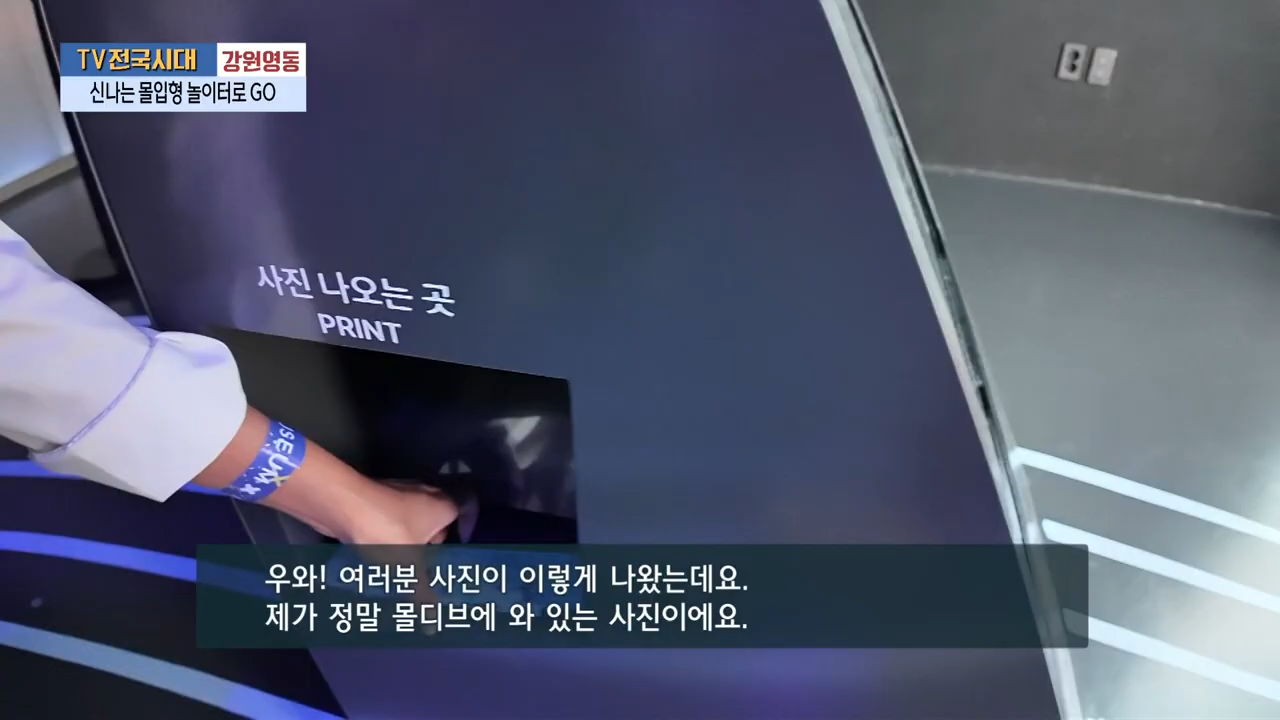 TV전국시대 강원영동
신나는 몰입형 놀이터로 GO
사진 나오는 곳
PRINT
우와! 여러분 사진이 이렇게 나왔는데요.
제가 정말 몰디브에 와 있는 사진이에요.